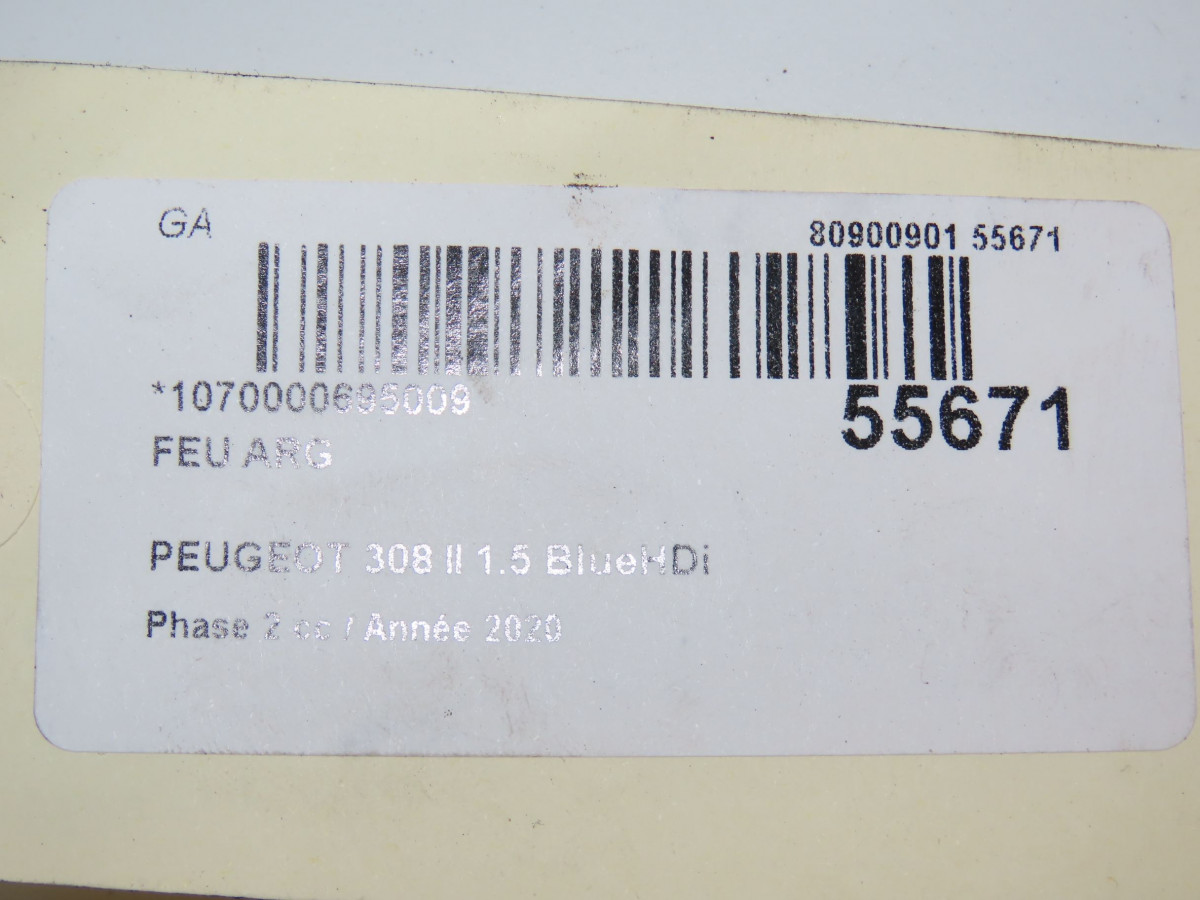 GA
80900901 55671
*1070000695009
55671
FEU ARG
PEUGEOT 308 II 1.5 BlueHDi
Phase 2 cc / Année 2020